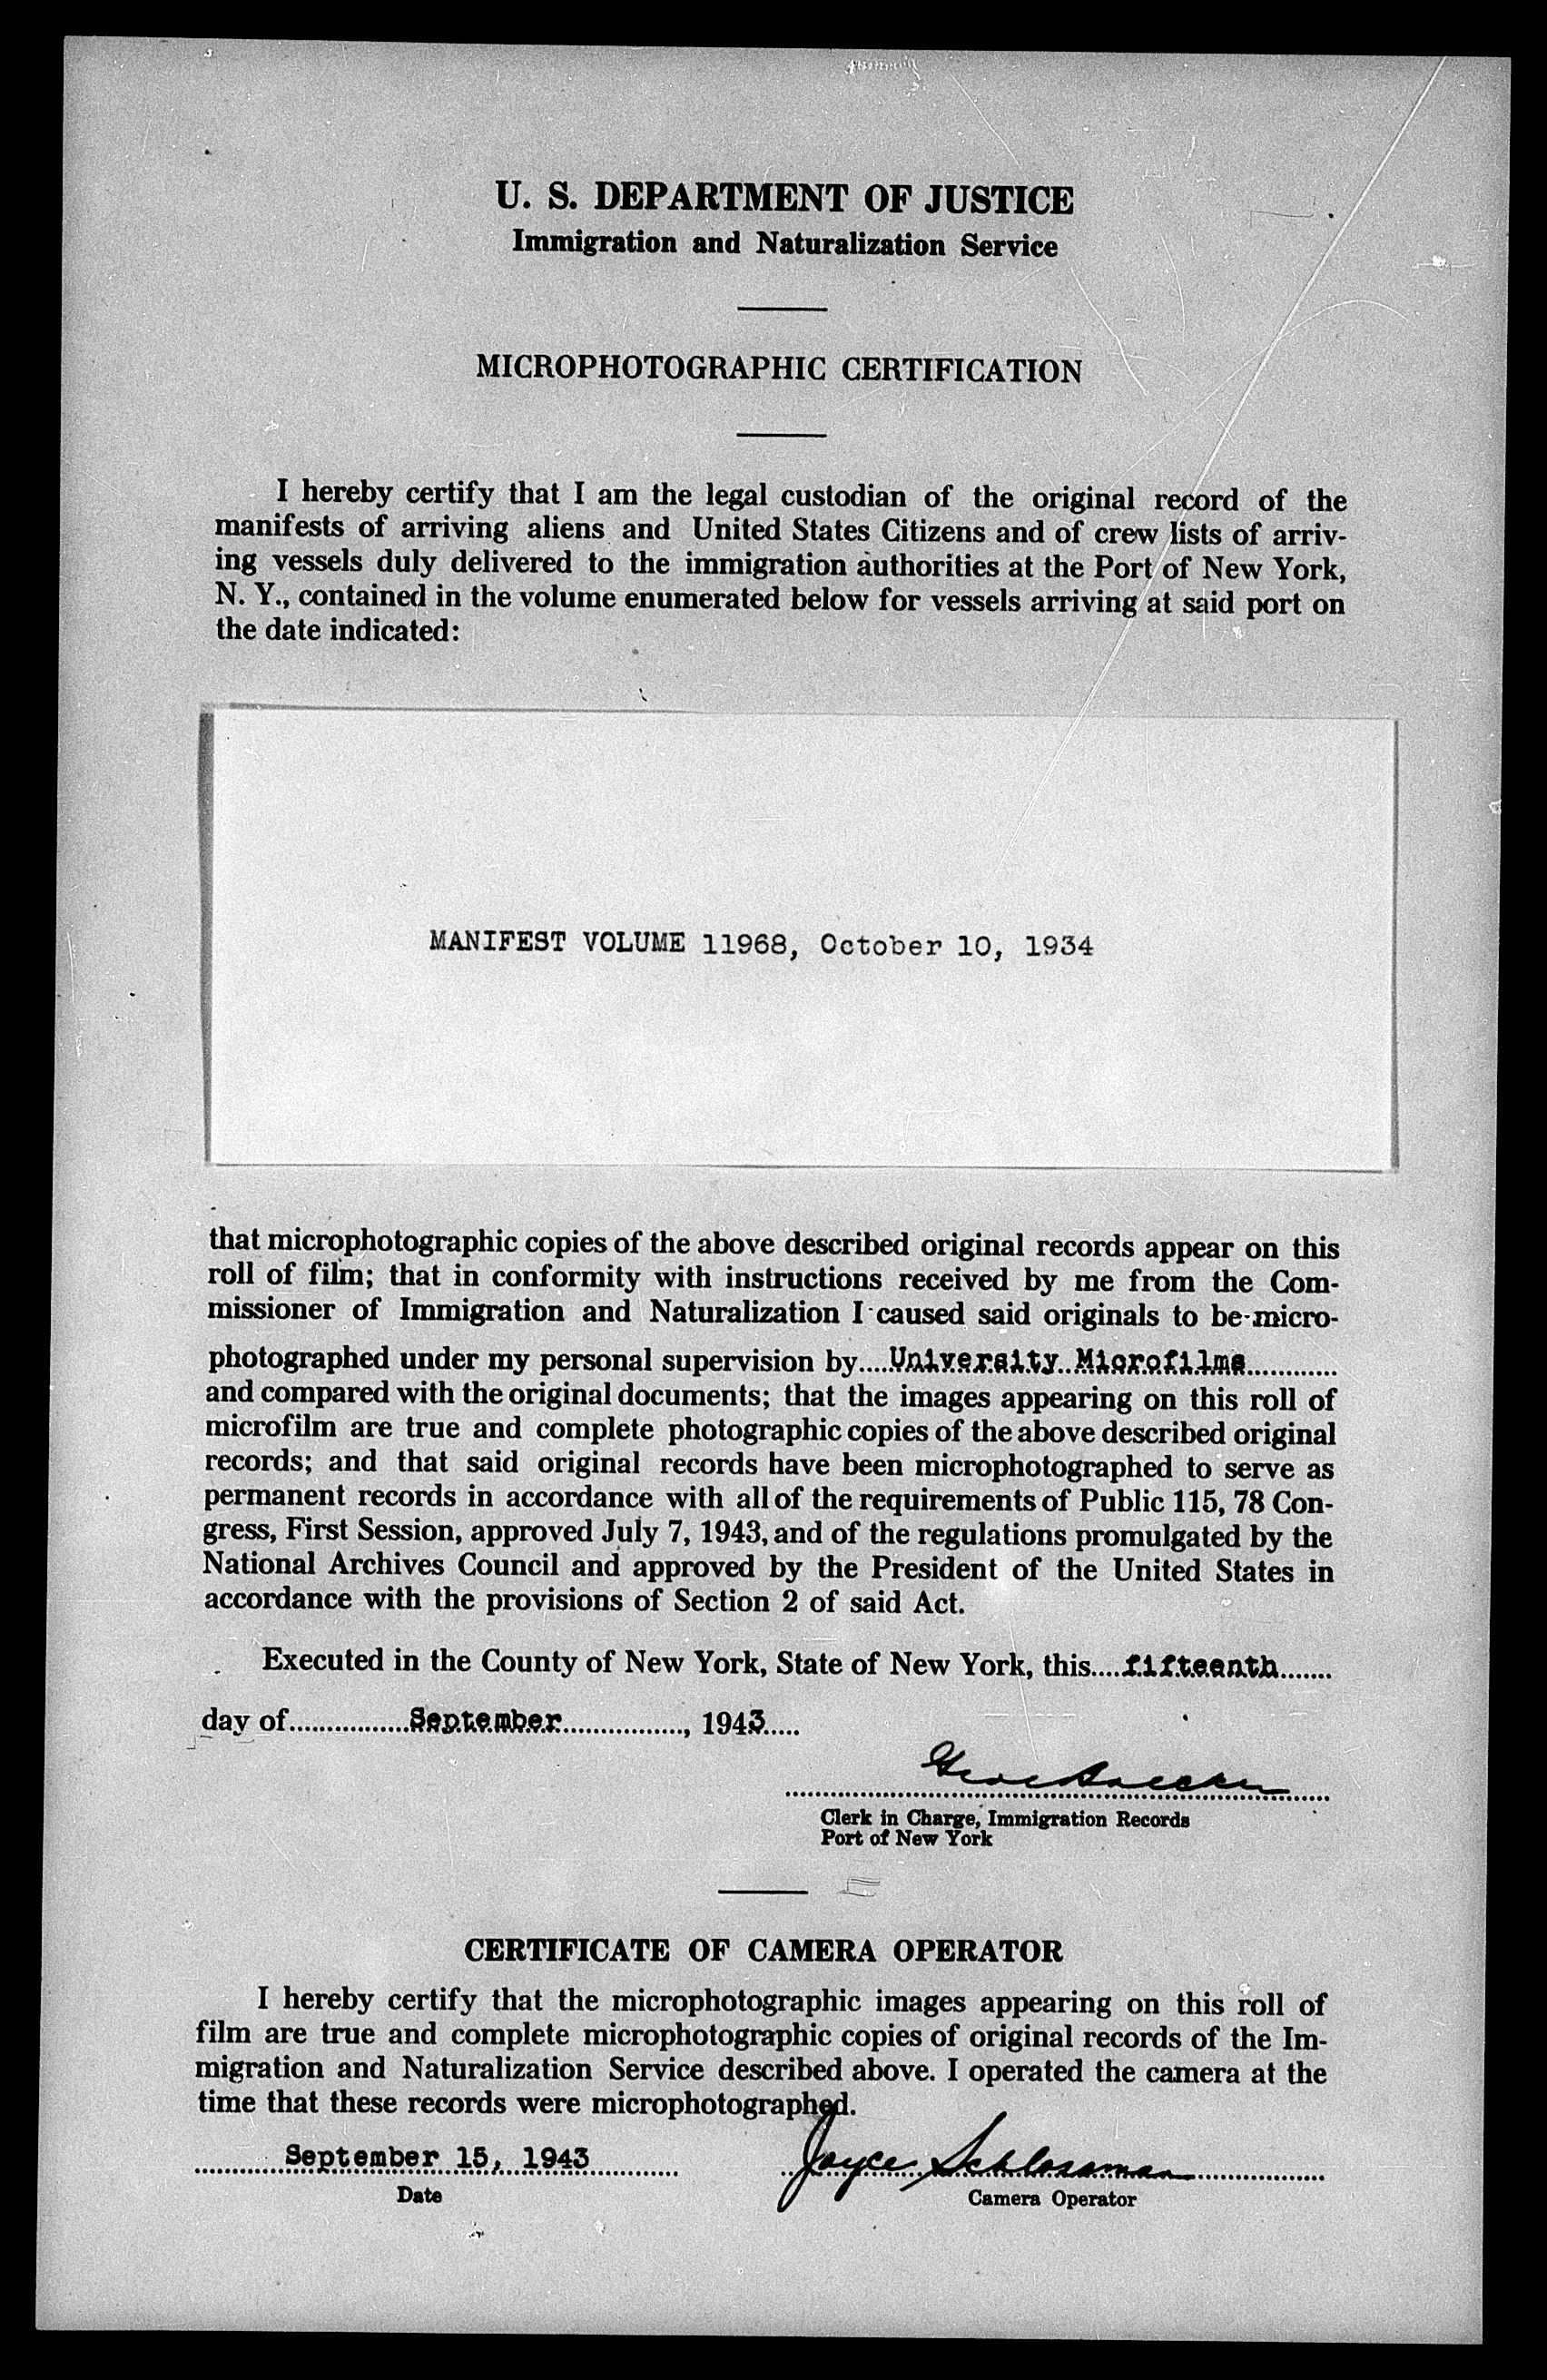 U. S. DEPARTMENT OF JUSTICE
Immigration and Naturalization Service
MICROPHOTOGRAPHIC CERTIFICATION
I hereby certify that I am the legal custodian of the original record of the
manifests of arriving aliens and United States Citizens and of crew lists of arriv-
ing vessels duly delivered to the immigration authorities at the Port of New York,
N. Y., contained in the volume enumerated below for vessels arriving at said port on
the date indicated:
MANIFEST VOLUME 11968, October 10, 1934
that microphotographic copies of the above described original records appear on this
roll of film; that in conformity with instructions received by me from the Com-
missioner of Immigration and Naturalization I caused said originals to be micro-
photographed under my personal supervision by....University Microfilms............
and compared with the original documents; that the images appearing on this roll of
microfilm are true and complete photographic copies of the above described original
records; and that said original records have been microphotographed to serve as
permanent records in accordance with all of the requirements of Public 115, 78 Con-
gress, First Session, approved July 7, 1943, and of the regulations promulgated by the
National Archives Council and approved by the President of the United States in
accordance with the provisions of Section 2 of said Act.
Executed in the County of New York, State of New York, this....fifteenth.......
day of................September................, 1943.....
Clerk in Charge, Immigration Records
Port of New York
CERTIFICATE OF CAMERA OPERATOR
I hereby certify that the microphotographic images appearing on this roll of
film are true and complete microphotographic copies of original records of the Im-
migration and Naturalization Service described above. I operated the camera at the
time that these records were microphotographed.
September 15, 1943 Joyce Schlossman
Date Camera Operator